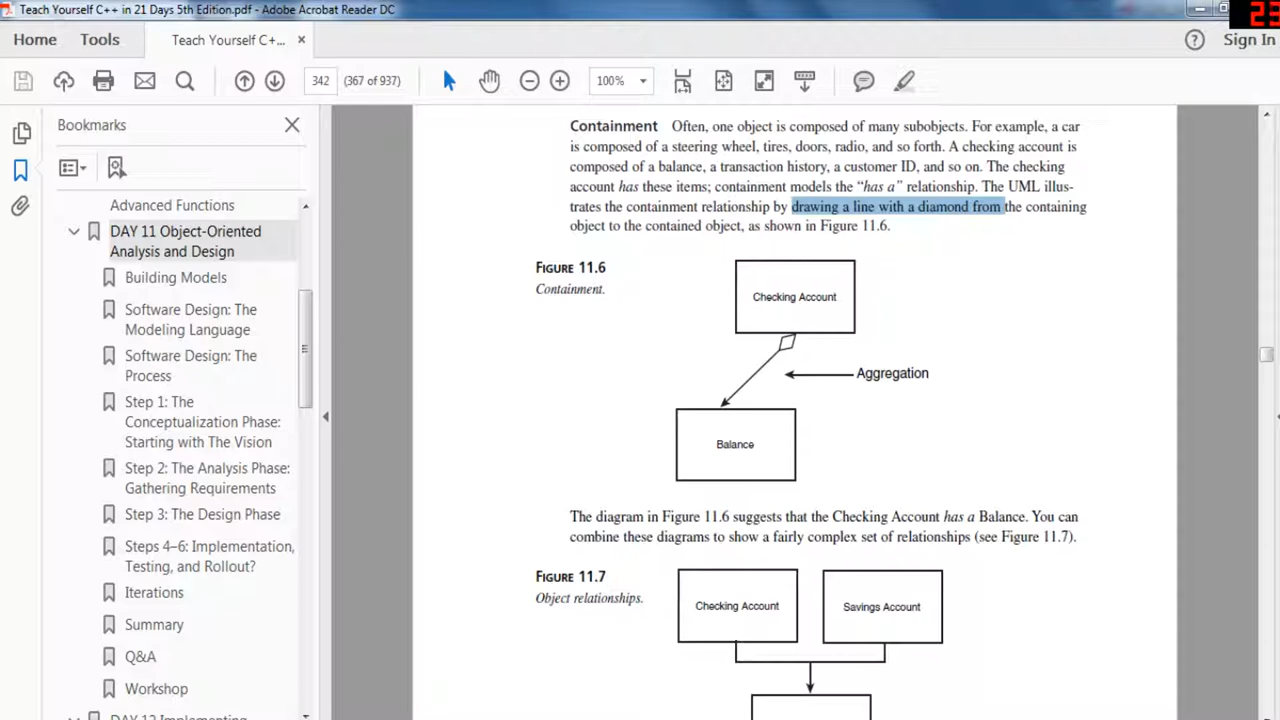 Teach Yourself C++ in 21 Days 5th Edition.pdf - Adobe Acrobat Reader DC
23
Home Tools Teach Yourself C+... × Sign In
342 (367 of 937) 100%
Bookmarks
Advanced Functions
DAY 11 Object-Oriented
Analysis and Design
Building Models
Software Design: The
Modeling Language
Software Design: The
Process
Step 1: The
Conceptualization Phase:
Starting with The Vision
Step 2: The Analysis Phase:
Gathering Requirements
Step 3: The Design Phase
Steps 4–6: Implementation,
Testing, and Rollout?
Iterations
Summary
Q&A
Workshop
DAY 12 Implementing
Containment Often, one object is composed of many subobjects. For example, a car
is composed of a steering wheel, tires, doors, radio, and so forth. A checking account is
composed of a balance, a transaction history, a customer ID, and so on. The checking
account has these items; containment models the “has a” relationship. The UML illus-
trates the containment relationship by drawing a line with a diamond from the containing
object to the contained object, as shown in Figure 11.6.
FIGURE 11.6
Containment.
Checking Account
Aggregation
Balance
The diagram in Figure 11.6 suggests that the Checking Account has a Balance. You can
combine these diagrams to show a fairly complex set of relationships (see Figure 11.7).
FIGURE 11.7
Object relationships.
Checking Account
Savings Account